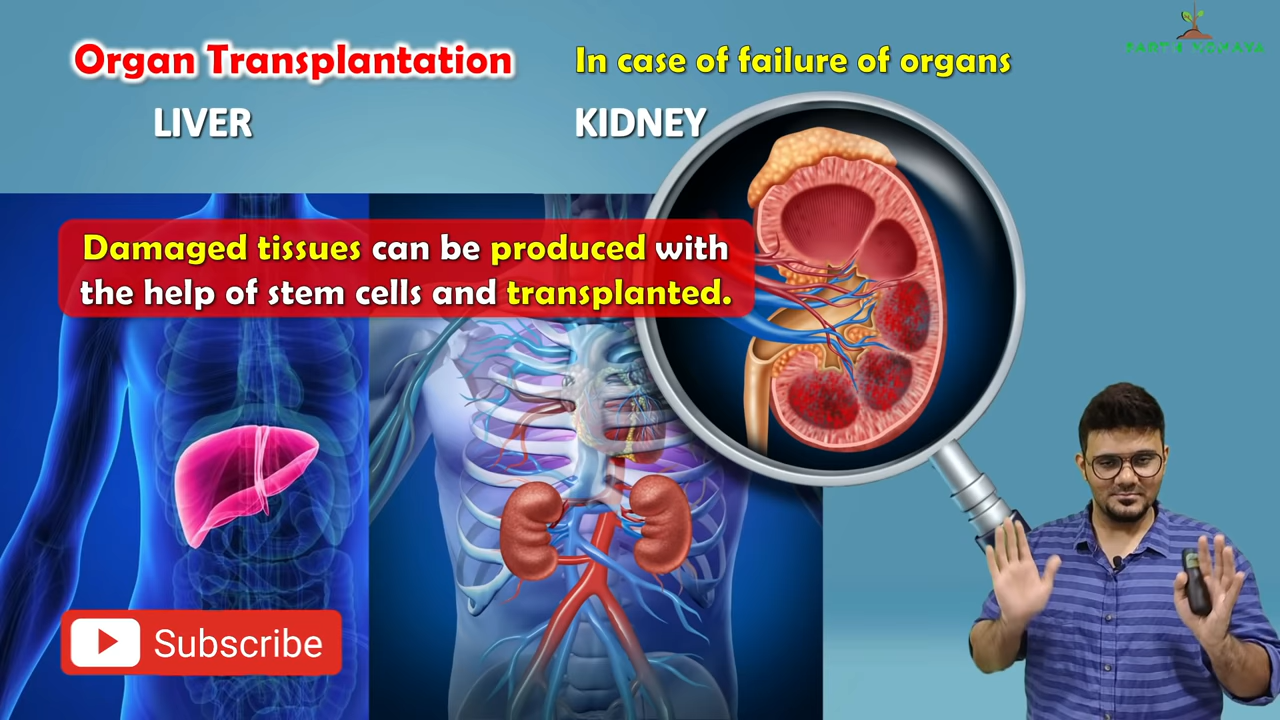 Organ Transplantation
In case of failure of organs
LIVER
KIDNEY
Damaged tissues can be produced with
the help of stem cells and transplanted.
Subscribe